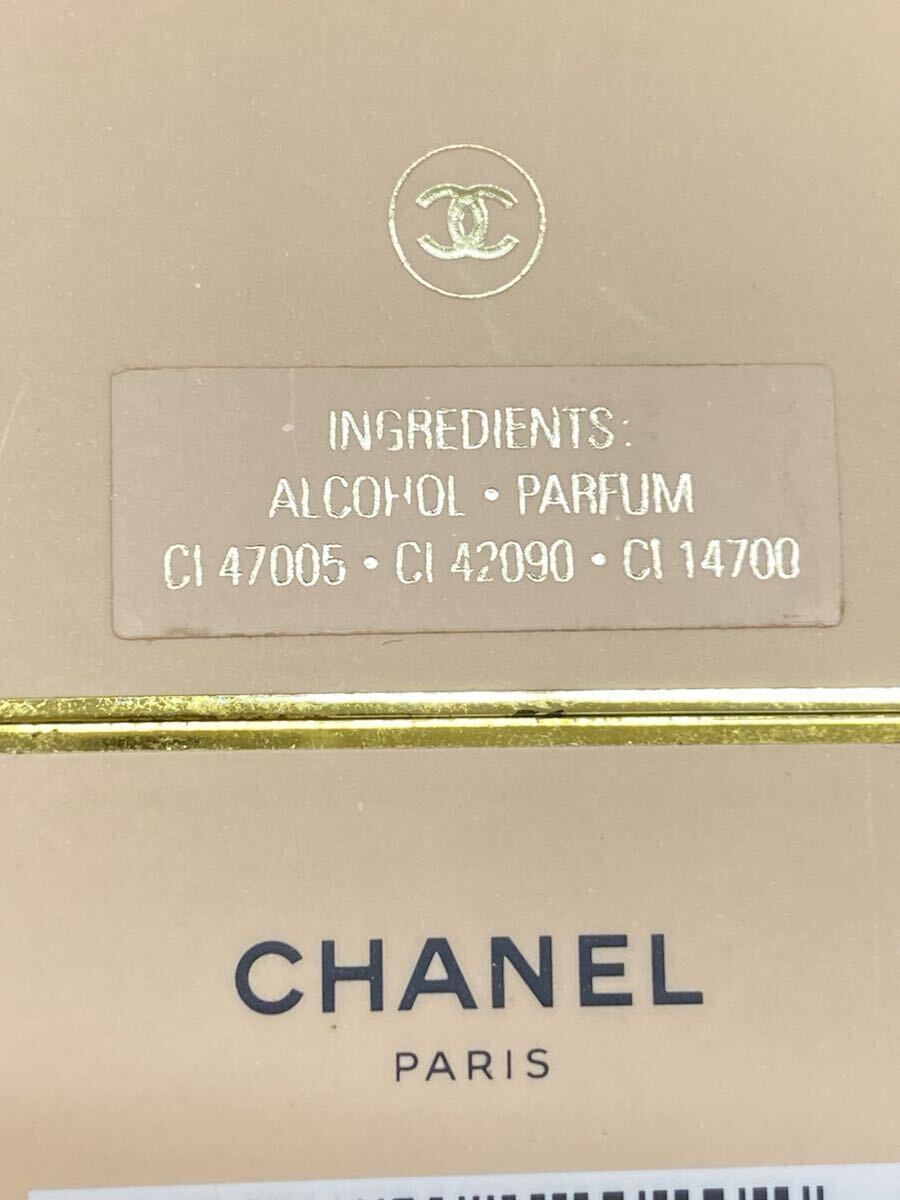 INGREDIENTS:
ALCOHOL • PARFUM
CI 47005 • CI 42090 • CI 14700
CHANEL
PARIS